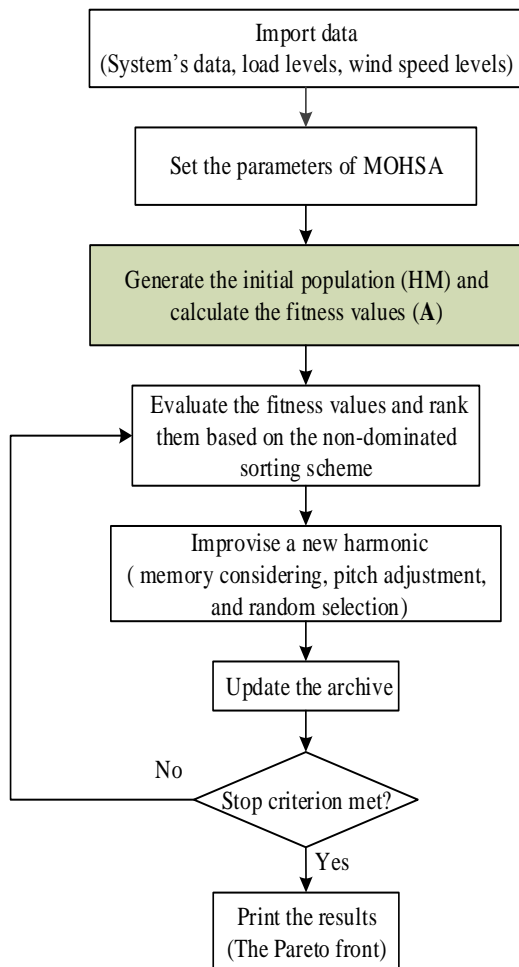 Import data
(System's data, load levels, wind speed levels)
Set the parameters of MOHSA
Generate the initial population (HM) and
calculate the fitness values (A)
Evaluate the fitness values and rank
them based on the non-dominated
sorting scheme
Improvise a new harmonic
( memory considering, pitch adjustment,
and random selection)
Update the archive
No
Stop criterion met?
Yes
Print the results
(The Pareto front)